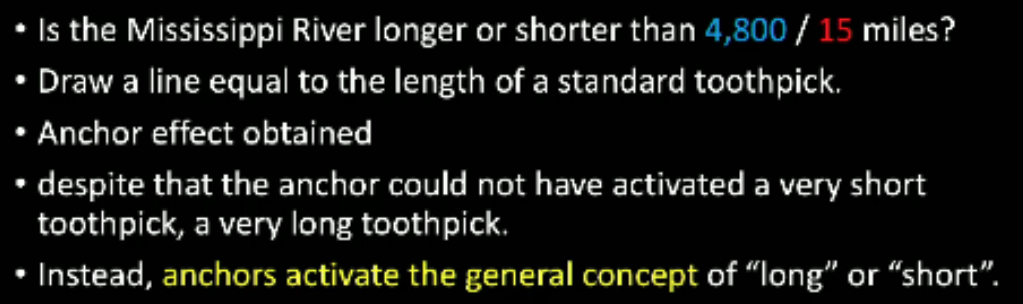 • Is the Mississippi River longer or shorter than 4,800 / 15 miles?
• Draw a line equal to the length of a standard toothpick.
• Anchor effect obtained
• despite that the anchor could not have activated a very short
toothpick, a very long toothpick.
• Instead, anchors activate the general concept of “long” or “short”.